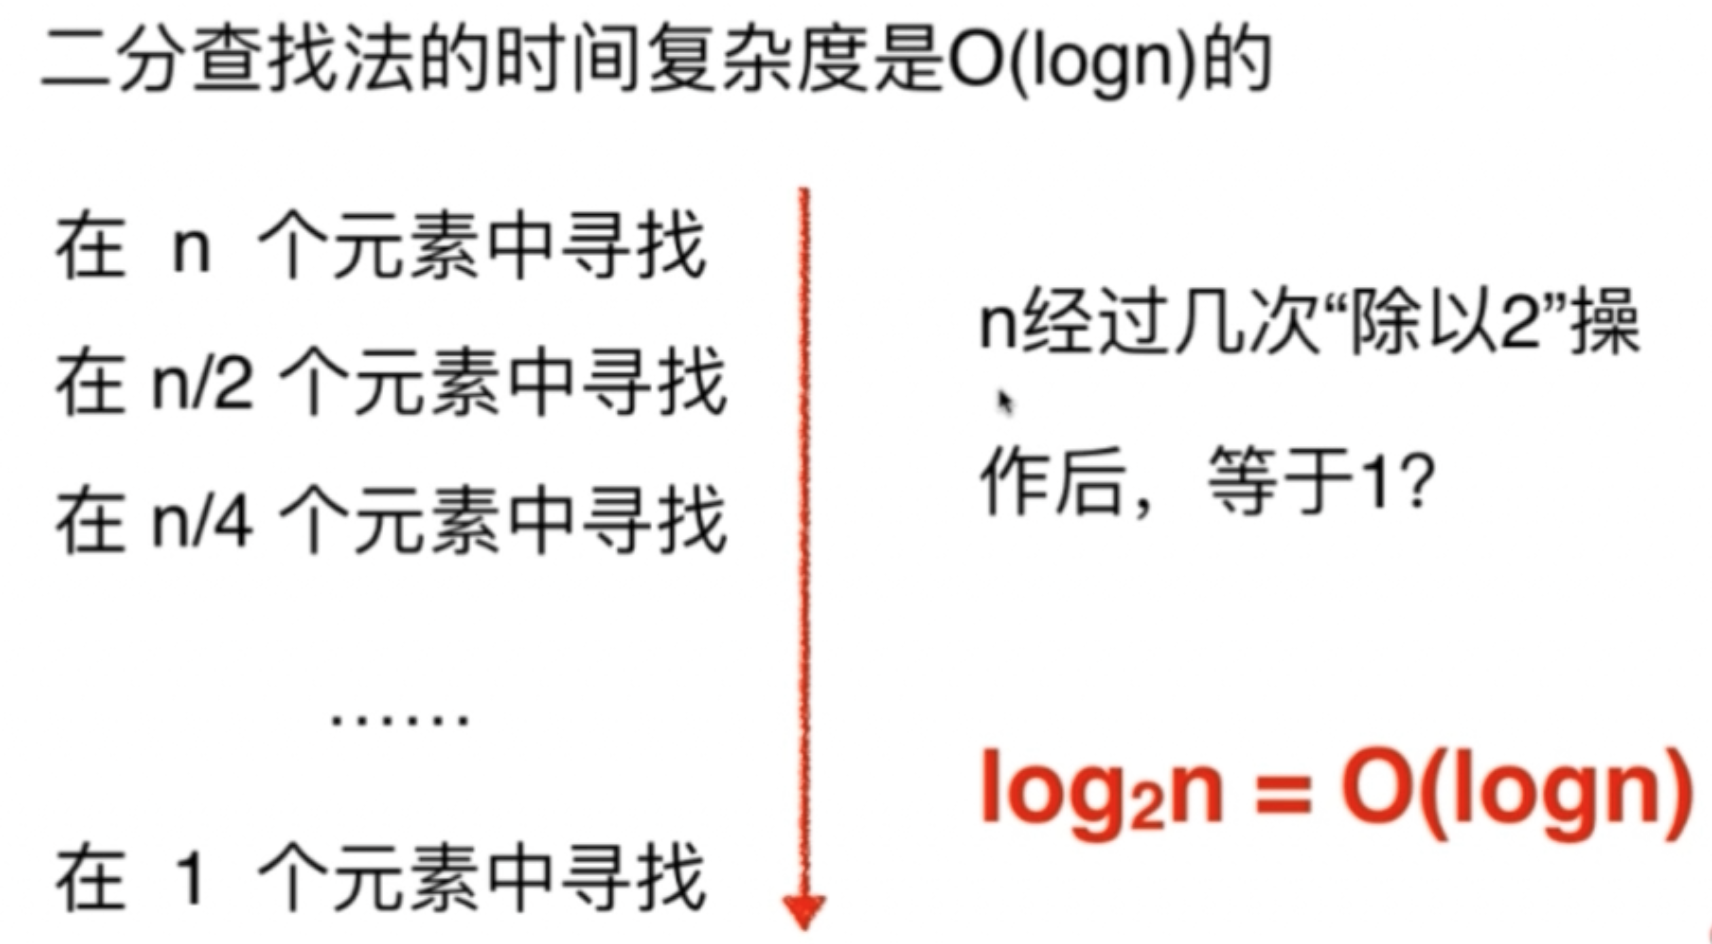 二分查找法的时间复杂度是O(logn)的
在 n 个元素中寻找
在 n/2 个元素中寻找
在 n/4 个元素中寻找
……
在 1 个元素中寻找
n经过几次“除以2”操
作后，等于1?
log₂n = O(logn)